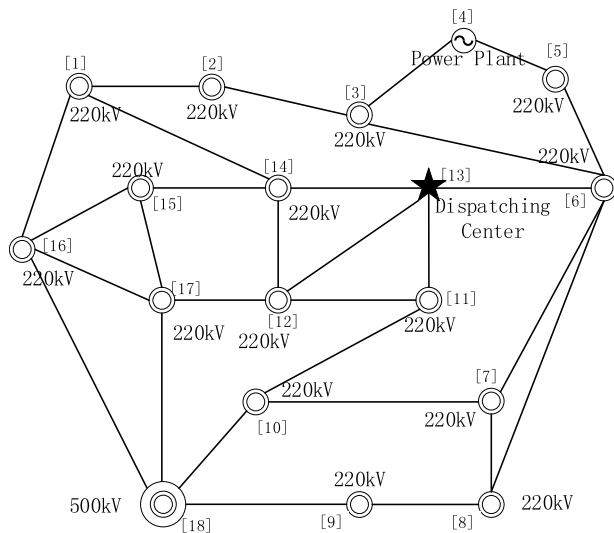 [4]
Power Plant
[1]
[2]
[5]
[3]
220kV
220kV
220kV
220kV
220kV
220kV
[14]
[13]
[15]
220kV
[6]
Dispatching
Center
[16]
220kV
[17]
[12]
[11]
220kV
220kV
220kV
[7]
220kV
220kV
[10]
220kV
500kV
220kV
[18]
[9]
[8]